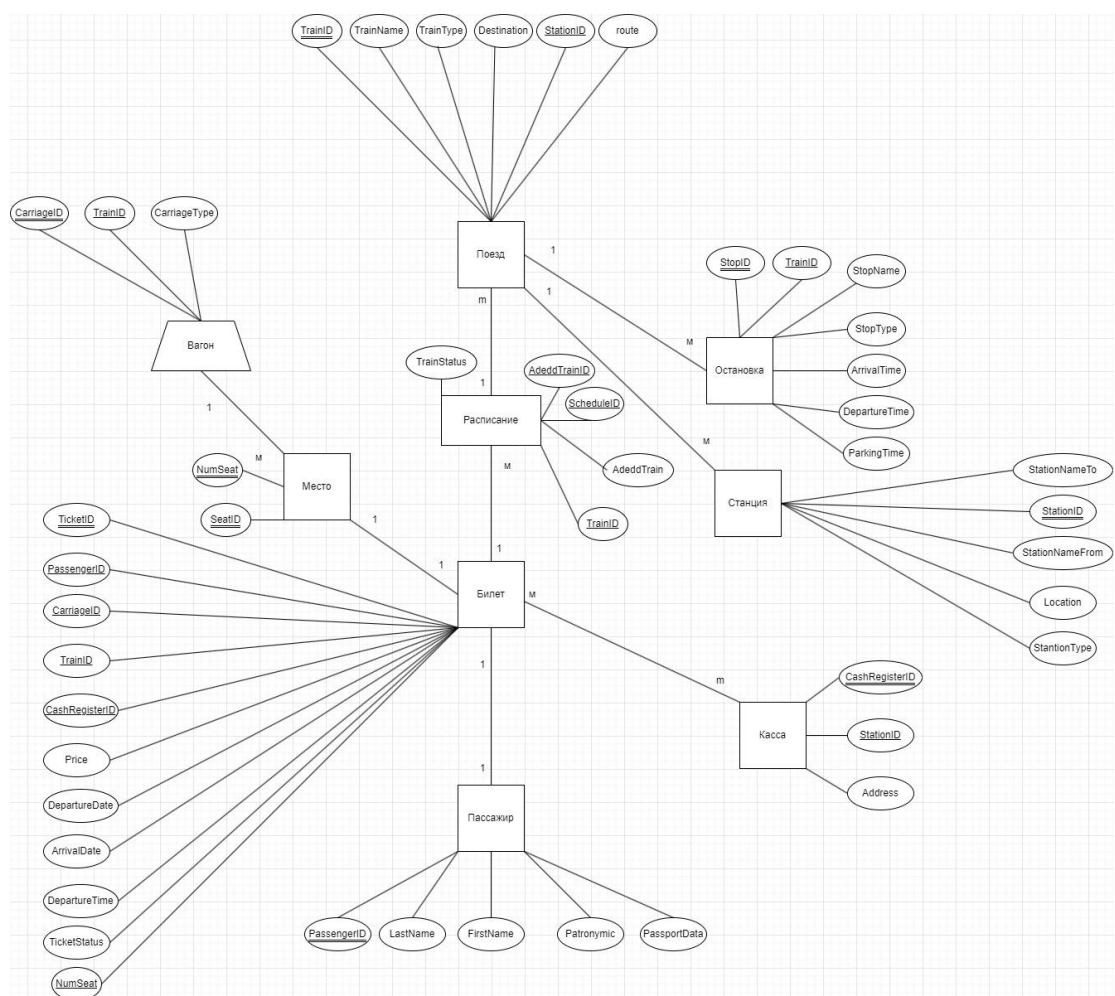 TrainID
TrainName
TrainType
Destination
StationID
route
CarriageID
TrainID
CarriageType
Поезд
1
1
m
StopID
TrainID
StopName
StopType
ArrivalTime
DepartureTime
ParkingTime
Остановка
м
Вагон
1
м
TrainStatus
AdeddTrainID
ScheduleID
1
Расписание
AdeddTrain
TrainID
м
м
Станция
StationNameTo
StationID
StationNameFrom
Location
StantionType
NumSeat
SeatID
Место
1
1
1
Билет
м
TicketID
PassengerID
CarriageID
TrainID
CashRegisterID
Price
DepartureDate
ArrivalDate
DepartureTime
TicketStatus
NumSeat
1
m
CashRegisterID
StationID
Address
Касса
1
Пассажир
PassengerID
LastName
FirstName
Patronymic
PassportData